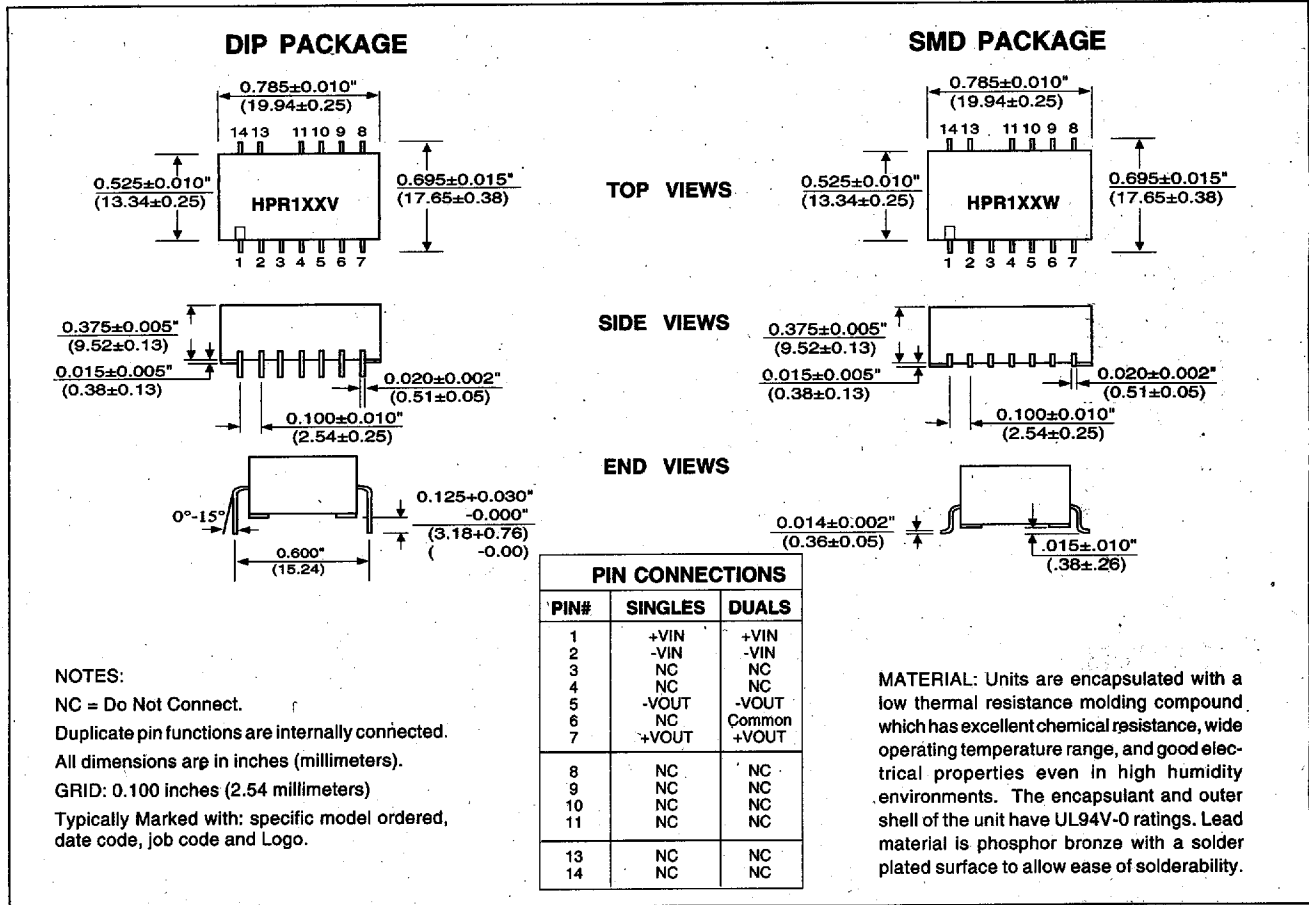 DIP PACKAGE
0.785±0.010"
(19.94±0.25)
14 13 11 10 9 8
0.525±0.010"
(13.34±0.25)
HPR1XXV
0.695±0.015"
(17.65±0.38)
1 2 3 4 5 6 7
TOP VIEWS
SMD PACKAGE
0.785±0.010"
(19.94±0.25)
14 13 11 10 9 8
0.525±0.010"
(13.34±0.25)
HPR1XXW
0.695±0.015"
(17.65±0.38)
1 2 3 4 5 6 7
0.375±0.005"
(9.52±0.13)
0.015±0.005"
(0.38±0.13)
0.020±0.002"
(0.51±0.05)
0.100±0.010"
(2.54±0.25)
SIDE VIEWS
0.375±0.005"
(9.52±0.13)
0.015±0.005"
(0.38±0.13)
0.020±0.002"
(0.51±0.05)
0.100±0.010"
(2.54±0.25)
END VIEWS
0°-15°
0.125+0.030"
-0.000"
(3.18+0.76)
( -0.00)
0.600"
(15.24)
0.014±0.002"
(0.36±0.05)
.015±.010"
(.38±.26)
PIN CONNECTIONS
PIN# SINGLES DUALS
1 +VIN +VIN
2 -VIN -VIN
3 NC NC
4 NC NC
5 -VOUT -VOUT
6 NC Common
7 +VOUT +VOUT
8 NC NC
9 NC NC
10 NC NC
11 NC NC
13 NC NC
14 NC NC
NOTES:
NC = Do Not Connect.
Duplicate pin functions are internally connected.
All dimensions are in inches (millimeters).
GRID: 0.100 inches (2.54 millimeters)
Typically Marked with: specific model ordered,
date code, job code and Logo.
MATERIAL: Units are encapsulated with a
low thermal resistance molding compound
which has excellent chemical resistance, wide
operating temperature range, and good elec-
trical properties even in high humidity
environments. The encapsulant and outer
shell of the unit have UL94V-0 ratings. Lead
material is phosphor bronze with a solder
plated surface to allow ease of solderability.